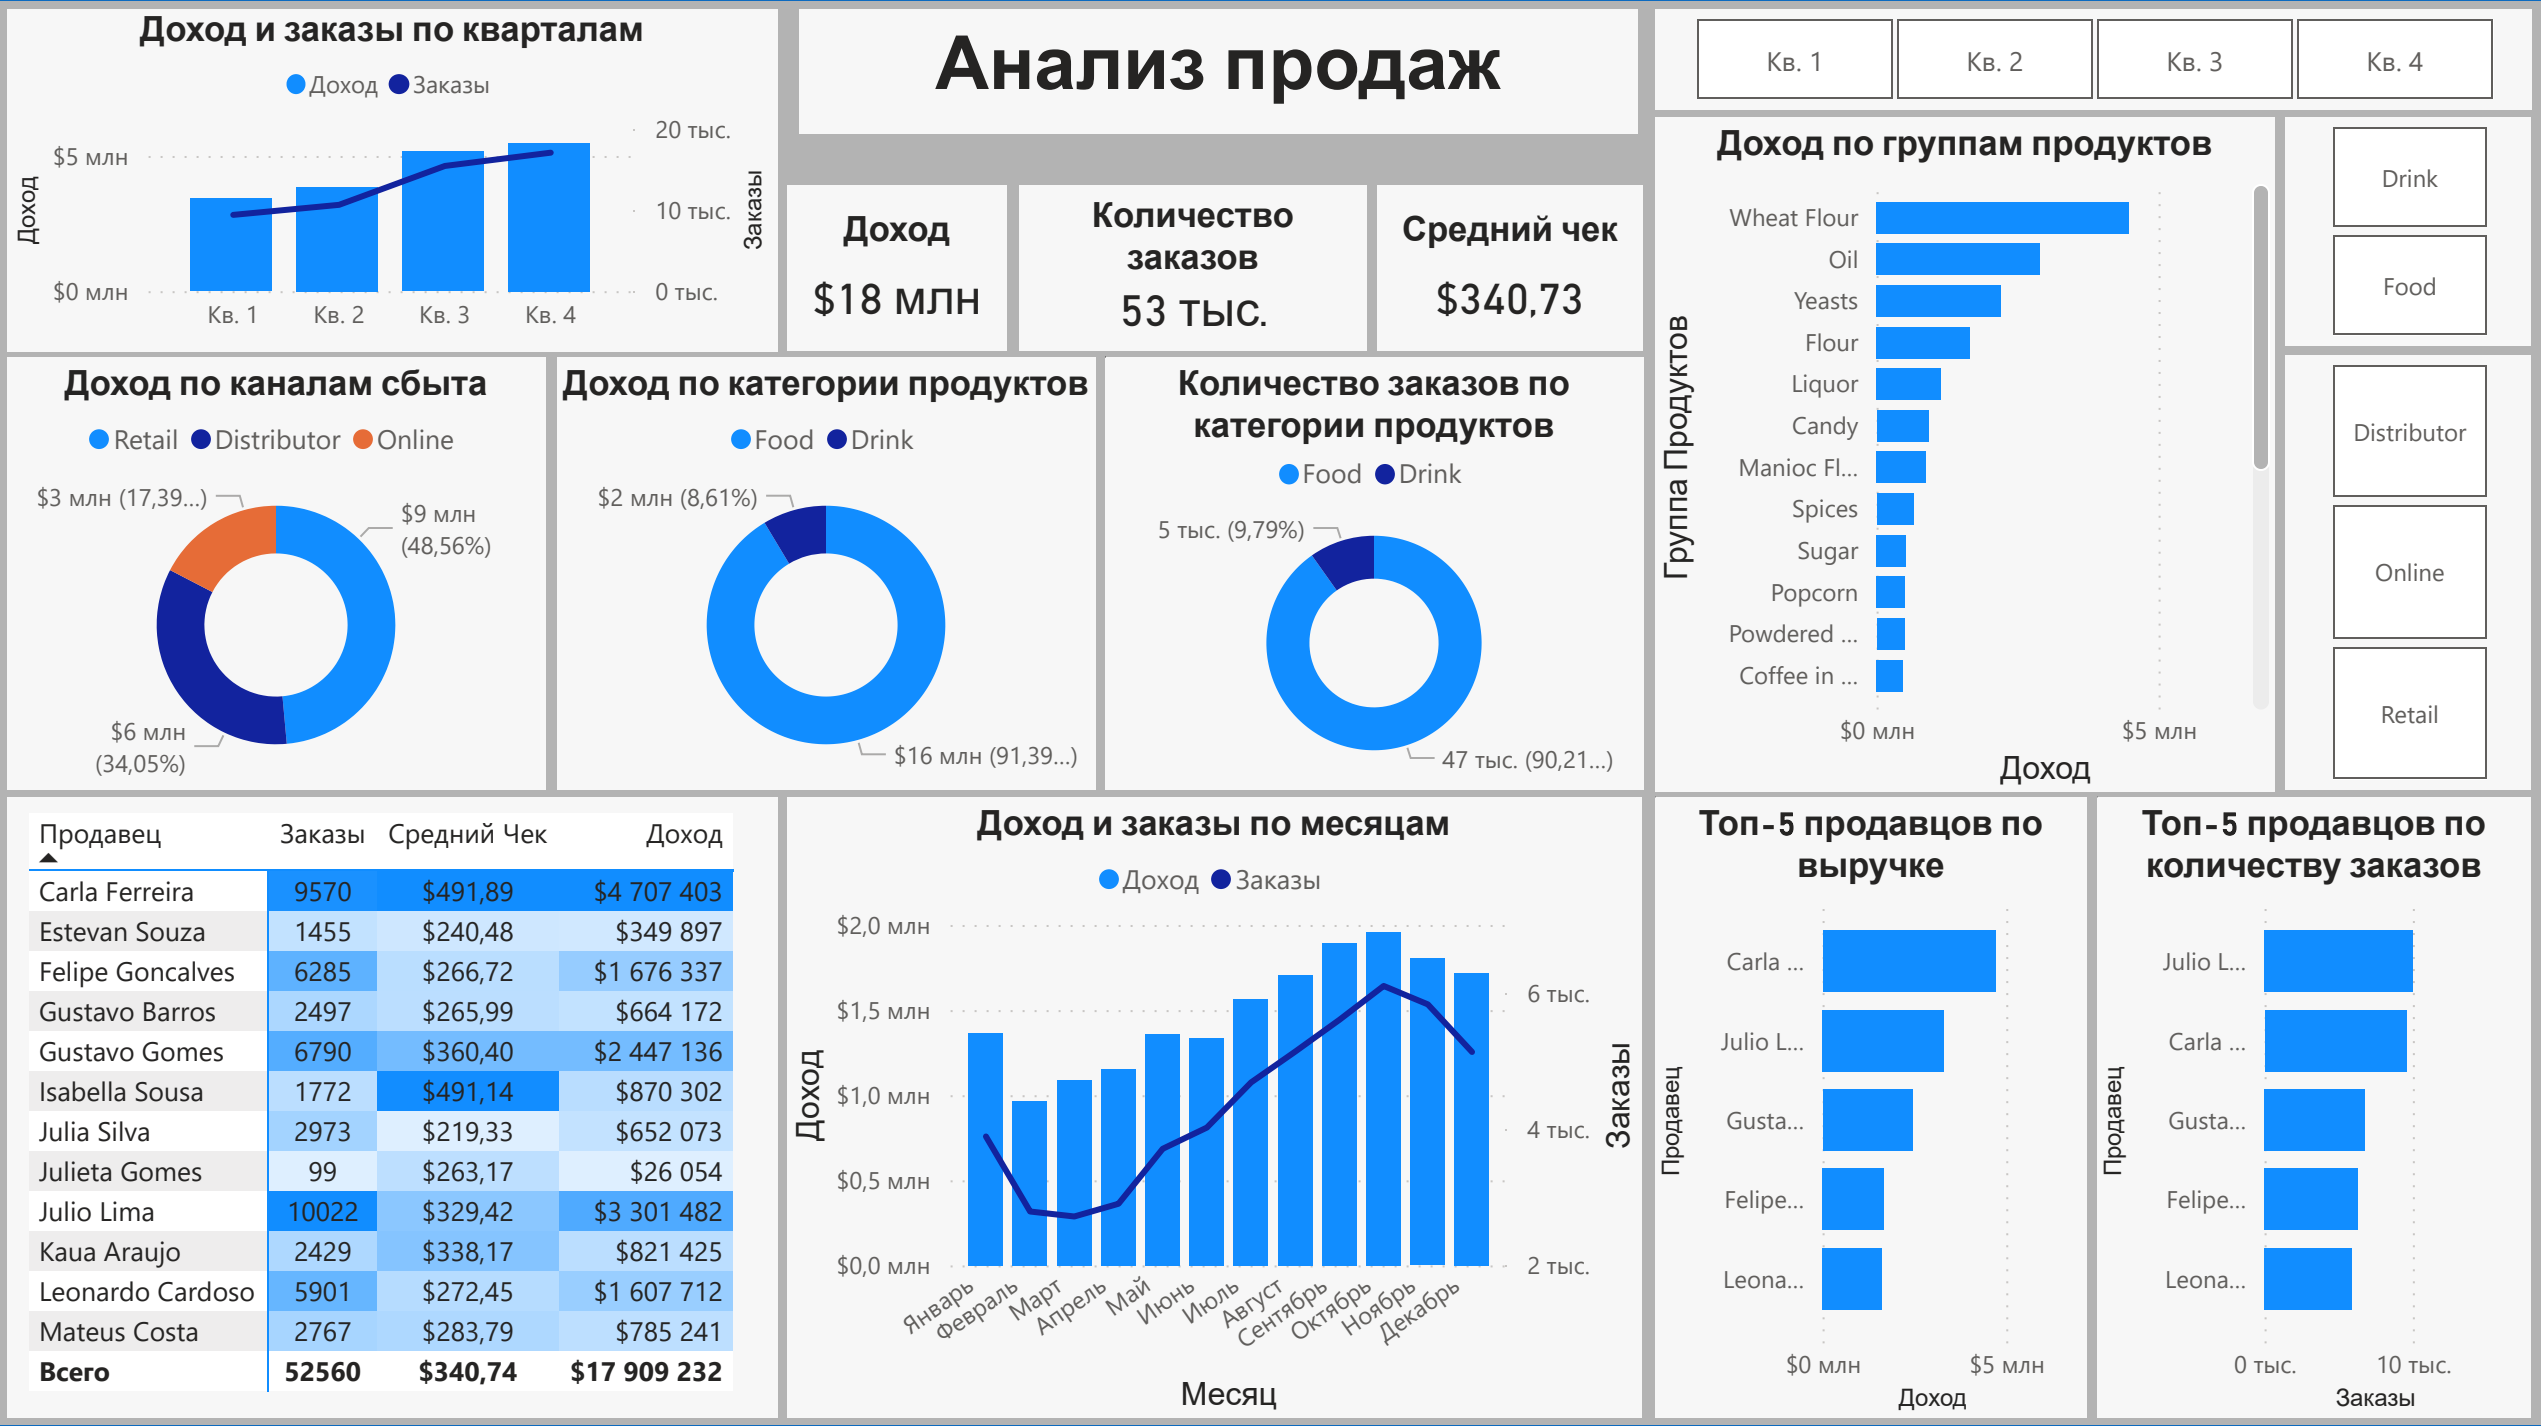 Доход и заказы по кварталам
Доход Заказы
$5 млн
$0 млн
20 тыс.
10 тыс.
0 тыс.
Доход
Заказы
Кв. 1 Кв. 2 Кв. 3 Кв. 4
Анализ продаж
Доход
$18 млн
Количество
заказов
53 тыс.
Средний чек
$340,73
Кв. 1 Кв. 2 Кв. 3 Кв. 4
Доход по каналам сбыта
Retail Distributor Online
$3 млн (17,39...)
$9 млн
(48,56%)
$6 млн
(34,05%)
Доход по категории продуктов
Food Drink
$2 млн (8,61%)
$16 млн (91,39...)
Количество заказов по
категории продуктов
Food Drink
5 тыс. (9,79%)
47 тыс. (90,21...)
Доход по группам продуктов
Группа Продуктов
Wheat Flour
Oil
Yeasts
Flour
Liquor
Candy
Manioc Fl...
Spices
Sugar
Popcorn
Powdered ...
Coffee in ...
$0 млн $5 млн
Доход
Drink
Food
Distributor
Online
Retail
Продавец Заказы Средний Чек Доход
Carla Ferreira 9570 $491,89 $4 707 403
Estevan Souza 1455 $240,48 $349 897
Felipe Goncalves 6285 $266,72 $1 676 337
Gustavo Barros 2497 $265,99 $664 172
Gustavo Gomes 6790 $360,40 $2 447 136
Isabella Sousa 1772 $491,14 $870 302
Julia Silva 2973 $219,33 $652 073
Julieta Gomes 99 $263,17 $26 054
Julio Lima 10022 $329,42 $3 301 482
Kaua Araujo 2429 $338,17 $821 425
Leonardo Cardoso 5901 $272,45 $1 607 712
Mateus Costa 2767 $283,79 $785 241
Всего 52560 $340,74 $17 909 232
Доход и заказы по месяцам
Доход Заказы
$2,0 млн
$1,5 млн
$1,0 млн
$0,5 млн
$0,0 млн
6 тыс.
4 тыс.
2 тыс.
Доход
Заказы
Январь Февраль Март Апрель Май Июнь Июль Август Сентябрь Октябрь Ноябрь Декабрь
Месяц
Топ-5 продавцов по
выручке
Продавец
Carla ...
Julio L...
Gusta...
Felipe...
Leona...
$0 млн $5 млн
Доход
Топ-5 продавцов по
количеству заказов
Продавец
Julio L...
Carla ...
Gusta...
Felipe...
Leona...
0 тыс. 10 тыс.
Заказы